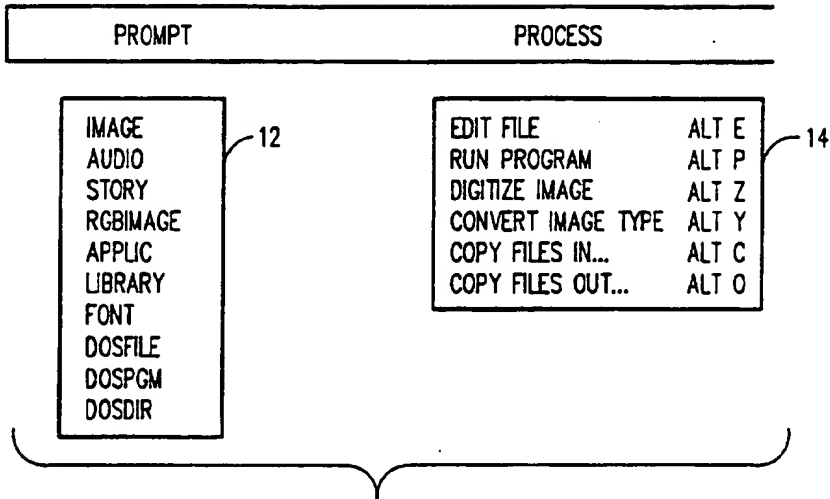 PROMPT PROCESS
IMAGE
AUDIO
STORY
RGBIMAGE
APPLIC
LIBRARY
FONT
DOSFILE
DOSPGM
DOSDIR
12
EDIT FILE ALT E
RUN PROGRAM ALT P
DIGITIZE IMAGE ALT Z
CONVERT IMAGE TYPE ALT Y
COPY FILES IN... ALT C
COPY FILES OUT... ALT O
14